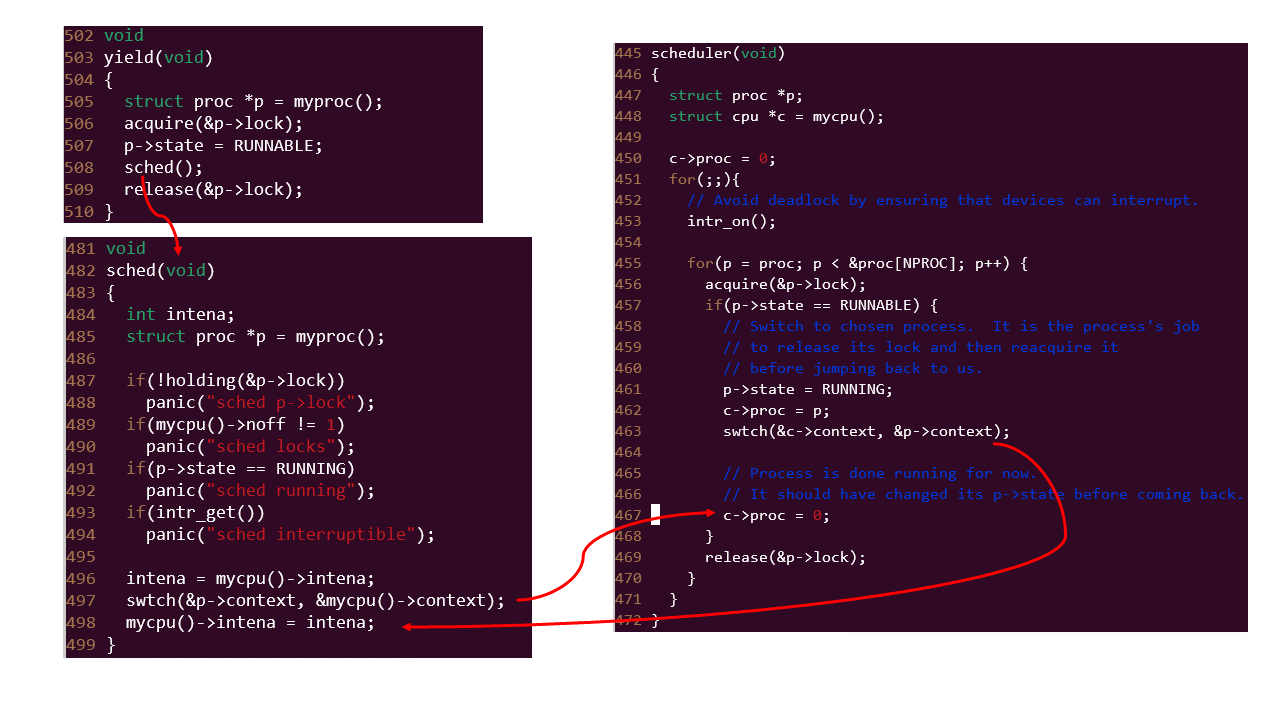 502 void
503 yield(void)
504 {
505   struct proc *p = myproc();
506   acquire(&p->lock);
507   p->state = RUNNABLE;
508   sched();
509   release(&p->lock);
510 }
481 void
482 sched(void)
483 {
484   int intena;
485   struct proc *p = myproc();
486
487   if(!holding(&p->lock))
488     panic("sched p->lock");
489   if(mycpu()->noff != 1)
490     panic("sched locks");
491   if(p->state == RUNNING)
492     panic("sched running");
493   if(intr_get())
494     panic("sched interruptible");
495
496   intena = mycpu()->intena;
497   swtch(&p->context, &mycpu()->context);
498   mycpu()->intena = intena;
499 }
445 scheduler(void)
446 {
447   struct proc *p;
448   struct cpu *c = mycpu();
449
450   c->proc = 0;
451   for(;;){
452     // Avoid deadlock by ensuring that devices can interrupt.
453     intr_on();
454
455     for(p = proc; p < &proc[NPROC]; p++) {
456       acquire(&p->lock);
457       if(p->state == RUNNABLE) {
458         // Switch to chosen process.  It is the process's job
459         // to release its lock and then reacquire it
460         // before jumping back to us.
461         p->state = RUNNING;
462         c->proc = p;
463         swtch(&c->context, &p->context);
464
465         // Process is done running for now.
466         // It should have changed its p->state before coming back.
467         c->proc = 0;
468       }
469       release(&p->lock);
470     }
471   }
472 }